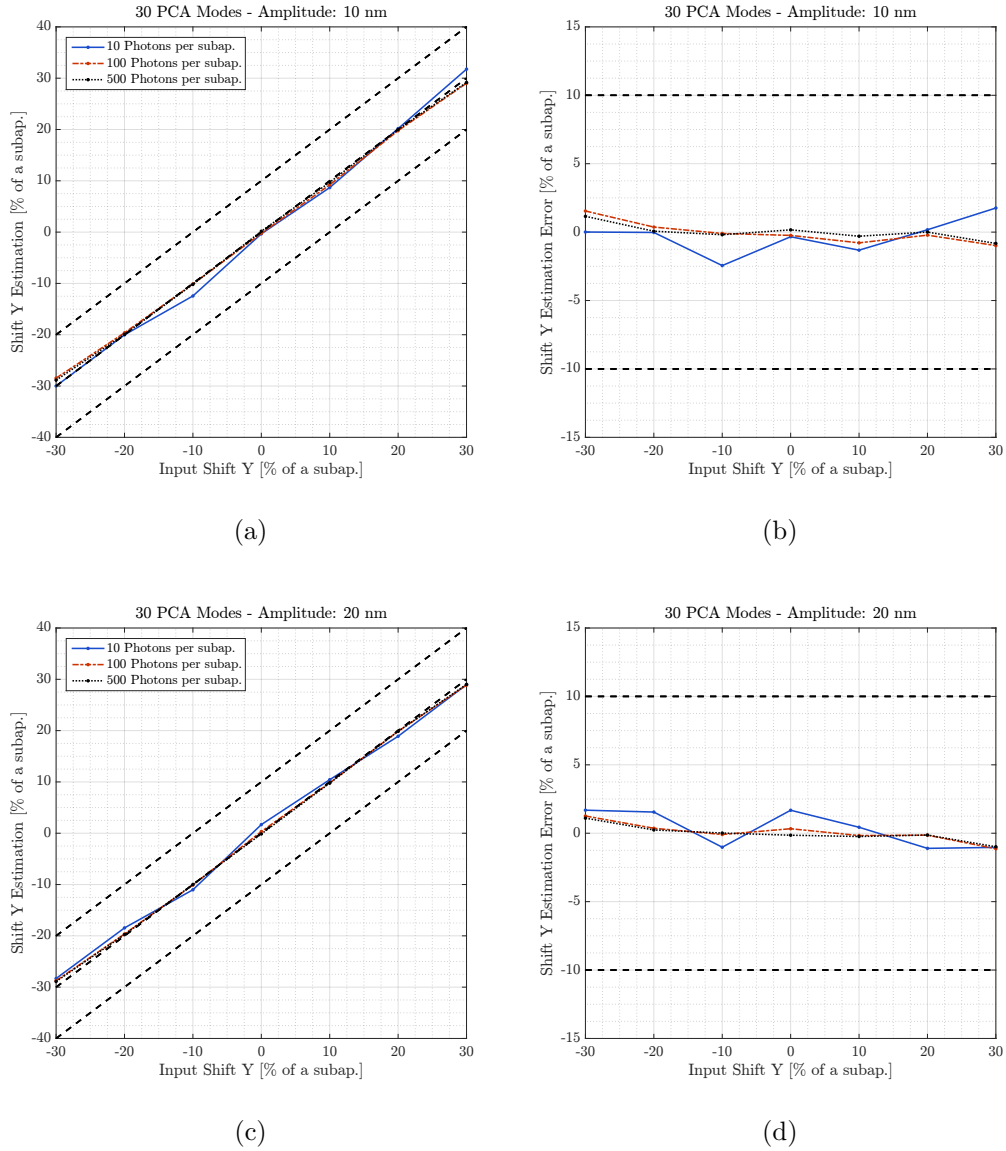 30 PCA Modes - Amplitude: 10 nm
40
30
20
10
0
-10
-20
-30
-40
10 Photons per subap.
100 Photons per subap.
500 Photons per subap.
Shift Y Estimation [% of a subap.]
-30 -20 -10 0 10 20 30
Input Shift Y [% of a subap.]
(a)
30 PCA Modes - Amplitude: 10 nm
15
10
5
0
-5
-10
-15
Shift Y Estimation Error [% of a subap.]
-30 -20 -10 0 10 20 30
Input Shift Y [% of a subap.]
(b)
30 PCA Modes - Amplitude: 20 nm
40
30
20
10
0
-10
-20
-30
-40
10 Photons per subap.
100 Photons per subap.
500 Photons per subap.
Shift Y Estimation [% of a subap.]
-30 -20 -10 0 10 20 30
Input Shift Y [% of a subap.]
(c)
30 PCA Modes - Amplitude: 20 nm
15
10
5
0
-5
-10
-15
Shift Y Estimation Error [% of a subap.]
-30 -20 -10 0 10 20 30
Input Shift Y [% of a subap.]
(d)